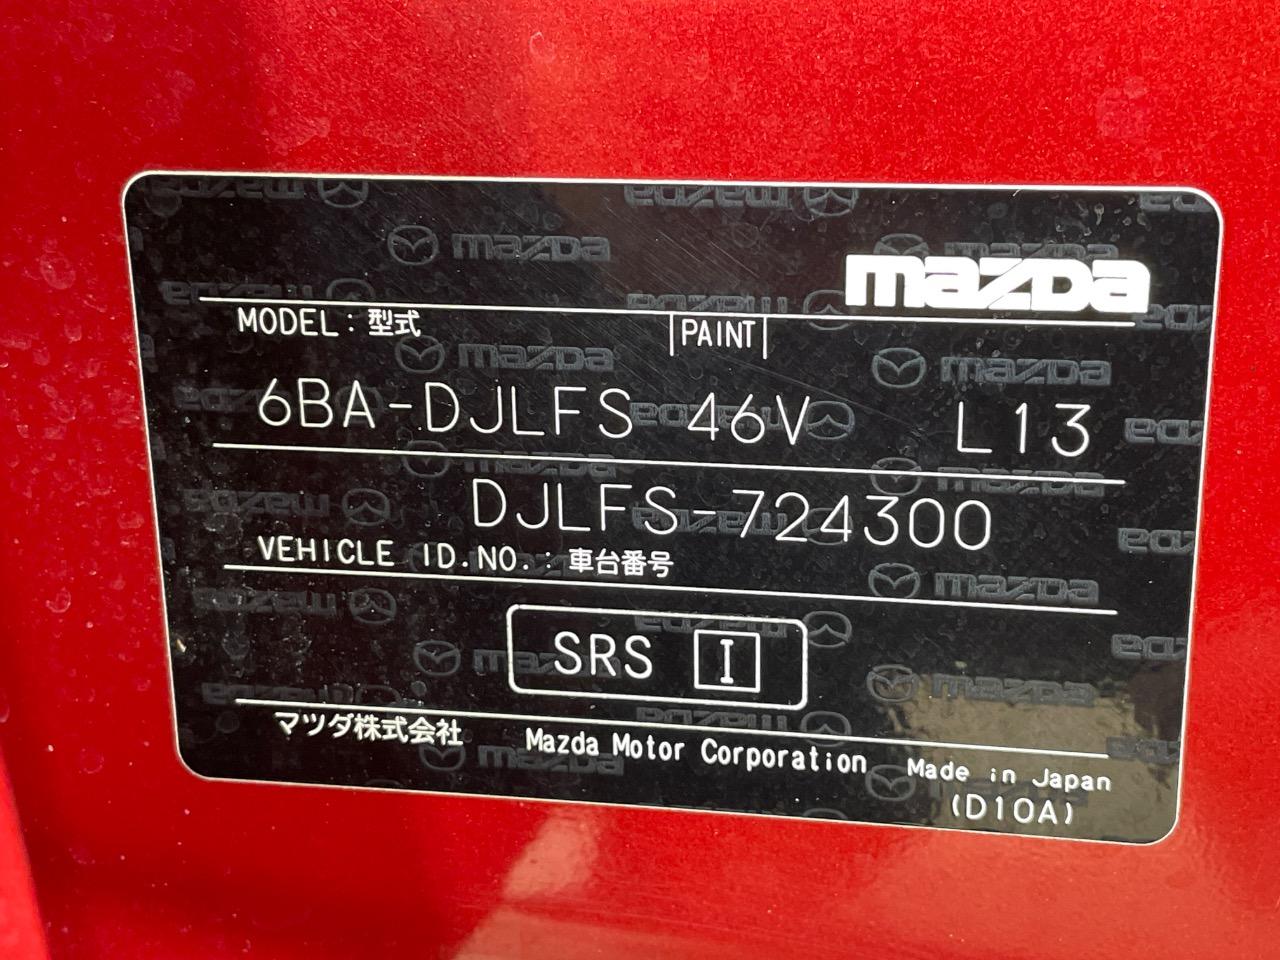 mazda
MODEL : 型式 |PAINT|
6BA-DJLFS 46V L13
DJLFS-724300
VEHICLE ID.NO. : 車台番号
SRS I
マツダ株式会社 Mazda Motor Corporation Made in Japan
(D10A)